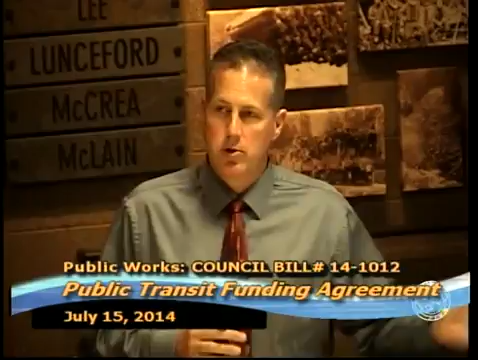 LEE
LUNCEFORD
McCREA
McLAIN
Public Works: COUNCIL BILL# 14-1012
Public Transit Funding Agreement
July 15, 2014